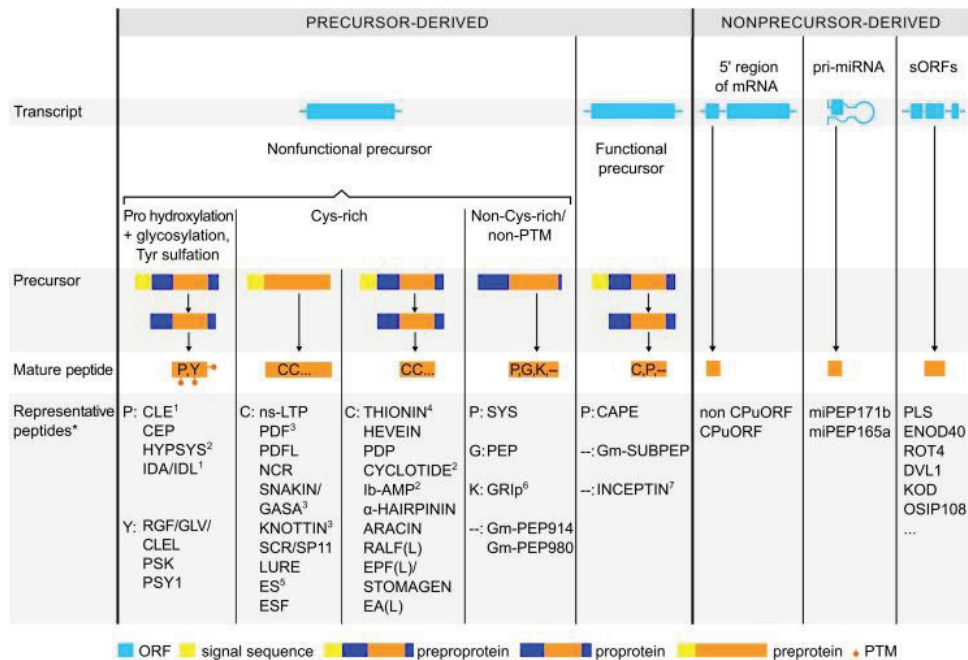 PRECURSOR-DERIVED
NONPRECURSOR-DERIVED
5' region
of mRNA
pri-miRNA
sORFs
Transcript
Nonfunctional precursor
Functional
precursor
Pro hydroxylation
+ glycosylation,
Tyr sulfation
Cys-rich
Non-Cys-rich/
non-PTM
Precursor
Mature peptide
P,Y
CC...
CC...
P,G,K,–
C,P,–
Representative
peptides*
P: CLE¹
CEP
HYPSYS²
IDA/IDL¹
Y: RGF/GLV/
CLEL
PSK
PSY1
C: ns-LTP
PDF³
PDFL
NCR
SNAKIN/
GASA³
KNOTTIN³
SCR/SP11
LURE
ES⁵
ESF
C: THIONIN⁴
HEVEIN
PDP
CYCLOTIDE²
Ib-AMP²
α-HAIRPININ
ARACIN
RALF(L)
EPF(L)/
STOMAGEN
EA(L)
P: SYS
G: PEP
K: GRIp⁶
--: Gm-PEP914
Gm-PEP980
P: CAPE
--: Gm-SUBPEP
--: INCEPTIN⁷
non CPuORF
CPuORF
miPEP171b
miPEP165a
PLS
ENOD40
ROT4
DVL1
KOD
OSIP108
...
ORF
signal sequence
preproprotein
proprotein
preprotein
PTM